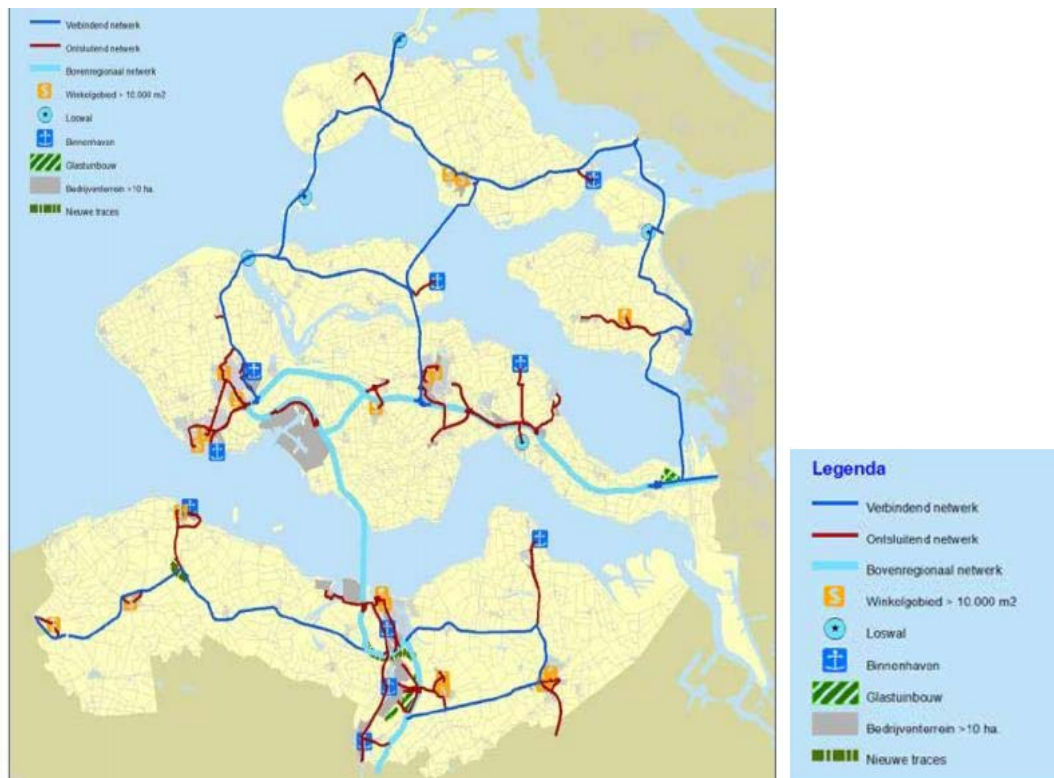 Verbindend netwerk
Ontsluitend netwerk
Bovenregionaal netwerk
Winkelgebied > 10.000 m2
Loswal
Binnenhaven
Glastuinbouw
Bedrijventerrein >10 ha.
Nieuwe traces
Legenda
Verbindend netwerk
Ontsluitend netwerk
Bovenregionaal netwerk
Winkelgebied > 10.000 m2
Loswal
Binnenhaven
Glastuinbouw
Bedrijventerrein >10 ha.
Nieuwe traces